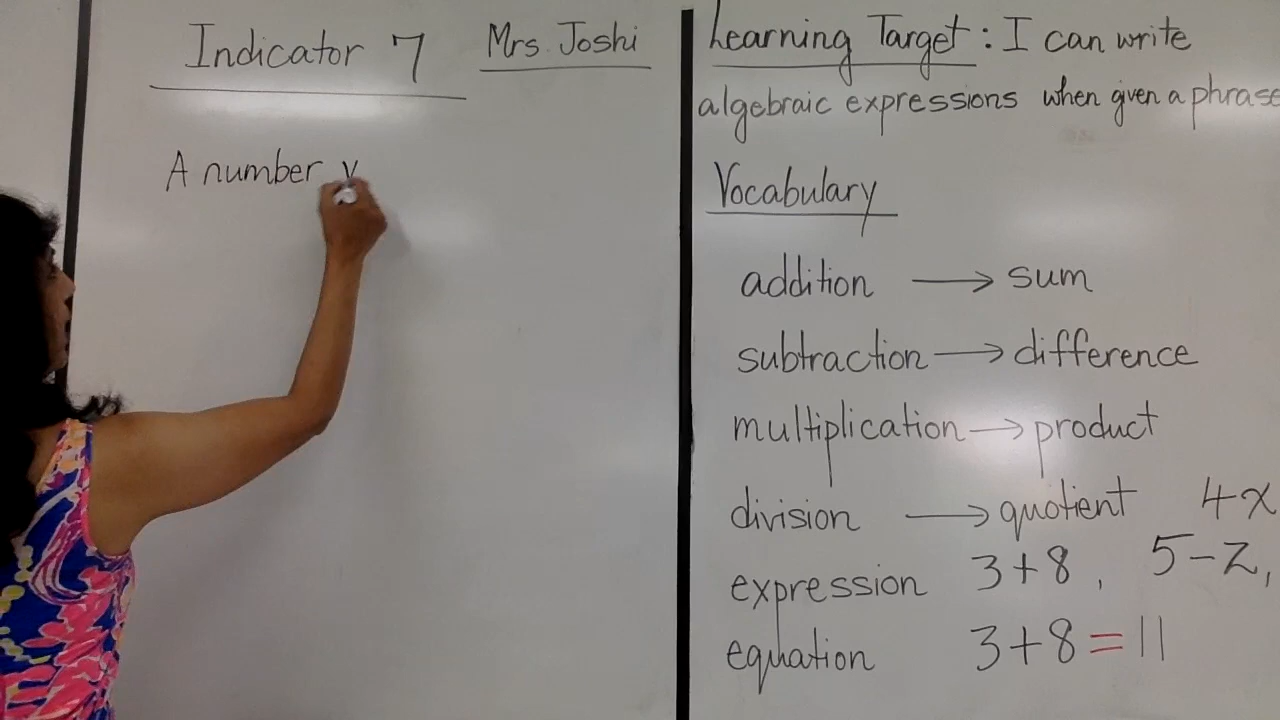 Indicator 7
Mrs. Joshi
A number
Learning Target: I can write
algebraic expressions when given a phrase
Vocabulary
addition → sum
subtraction → difference
multiplication → product
division → quotient 4x
expression 3+8, 5-z,
equation 3+8=11